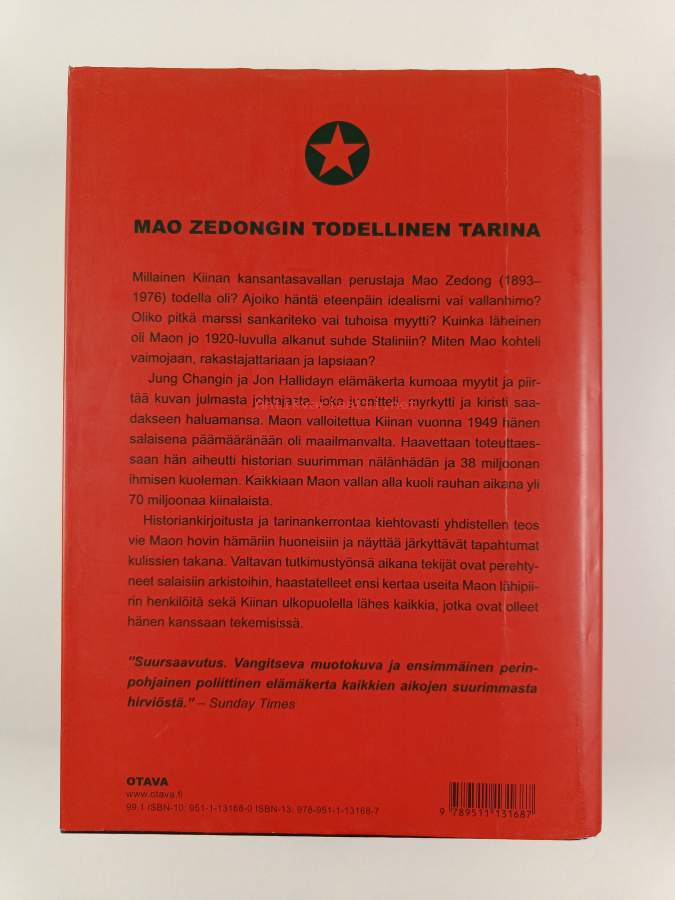 MAO ZEDONGIN TODELLINEN TARINA
Millainen Kiinan kansantasavallan perustaja Mao Zedong (1893–
1976) todella oli? Ajoiko häntä eteenpäin idealismi vai vallanhimo?
Oliko pitkä marssi sankariteko vai tuhoisa myytti? Kuinka läheinen
oli Maon jo 1920-luvulla alkanut suhde Staliniin? Miten Mao kohteli
vaimojaan, rakastajattariaan ja lapsiaan?
Jung Changin ja Jon Hallidayn elämäkerta kumoaa myytit ja piir-
tää kuvan julmasta johtajasta, joka juonitteli, myrkytti ja kiristi saa-
dakseen haluamansa. Maon valloitettua Kiinan vuonna 1949 hänen
salaisena päämääränään oli maailmanvalta. Haavettaan toteuttaes-
saan hän aiheutti historian suurimman nälänhädän ja 38 miljoonan
ihmisen kuoleman. Kaikkiaan Maon vallan alla kuoli rauhan aikana yli
70 miljoonaa kiinalaista.
Historiankirjoitusta ja tarinankerrontaa kiehtovasti yhdistellen teos
vie Maon hovin hämäriin huoneisiin ja näyttää järkyttävät tapahtumat
kulissien takana. Valtavan tutkimustyönsä aikana tekijät ovat perehty-
neet salaisiin arkistoihin, haastatelleet ensi kertaa useita Maon lähipii-
rin henkilöitä sekä Kiinan ulkopuolella lähes kaikkia, jotka ovat olleet
hänen kanssaan tekemisissä.
"Suursaavutus. Vangitseva muotokuva ja ensimmäinen perin-
pohjainen poliittinen elämäkerta kaikkien aikojen suurimmasta
hirviöstä." – Sunday Times
OTAVA
www.otava.fi
99.1 ISBN-10: 951-1-13168-0 ISBN-13: 978-951-1-13168-7
9 789511 131687